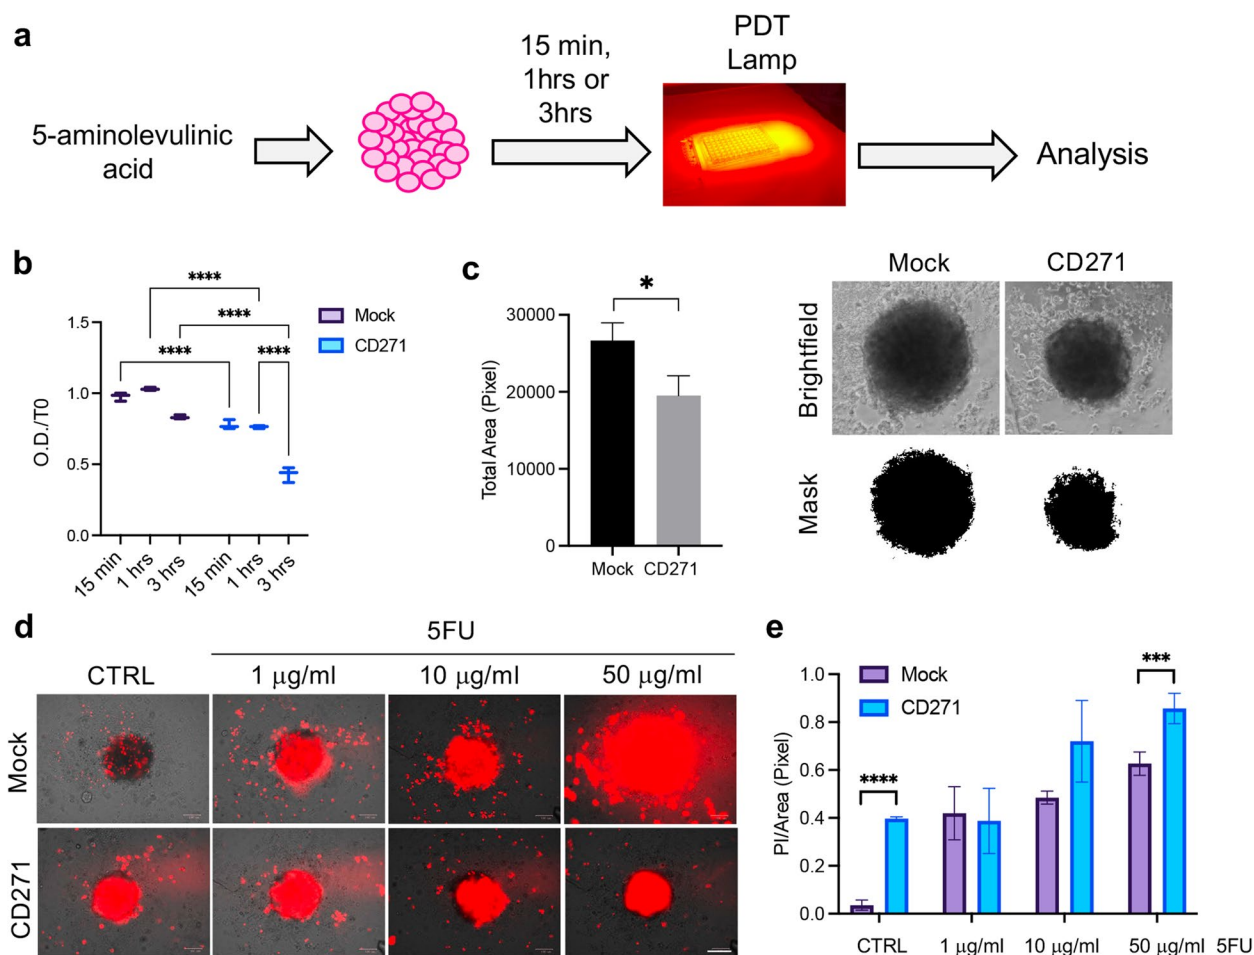 a
5-aminolevulinic
acid
15 min,
1hrs or
3hrs
PDT
Lamp
Analysis
b
****
****
****
****
Mock
CD271
O.D./T0
1.5
1.0
0.5
0.0
15 min
1 hrs
3 hrs
15 min
1 hrs
3 hrs
c
*
Total Area (Pixel)
30000
20000
10000
0
Mock
CD271
Mock
CD271
Brightfield
Mask
d
5FU
CTRL
1 μg/ml
10 μg/ml
50 μg/ml
Mock
CD271
e
Mock
CD271
****
***
PI/Area (Pixel)
1.0
0.8
0.6
0.4
0.2
0.0
CTRL
1 μg/ml
10 μg/ml
50 μg/ml
5FU